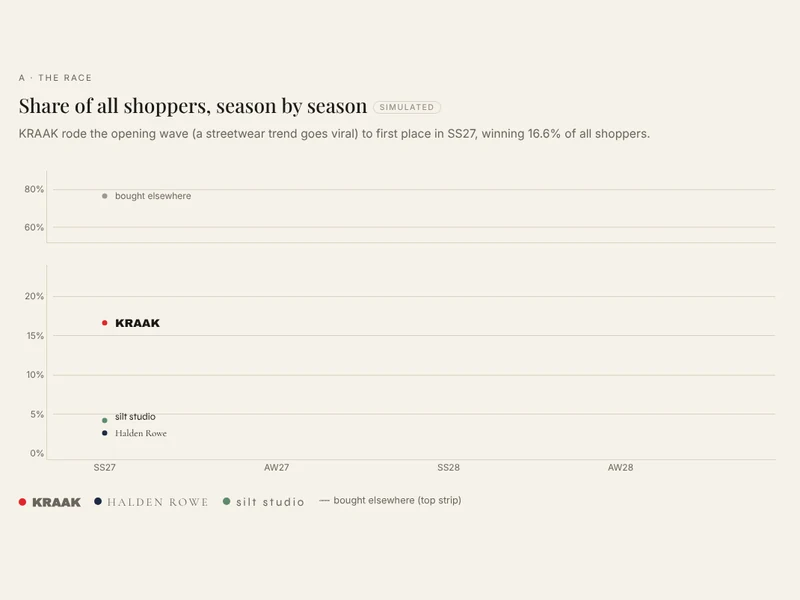 A · THE RACE
Share of all shoppers, season by season SIMULATED
KRAAK rode the opening wave (a streetwear trend goes viral) to first place in SS27, winning 16.6% of all shoppers.
80%
bought elsewhere
60%
20%
KRAAK
15%
10%
5%
silt studio
Halden Rowe
0%
SS27 AW27 SS28 AW28
KRAAK HALDEN ROWE silt studio — bought elsewhere (top strip)